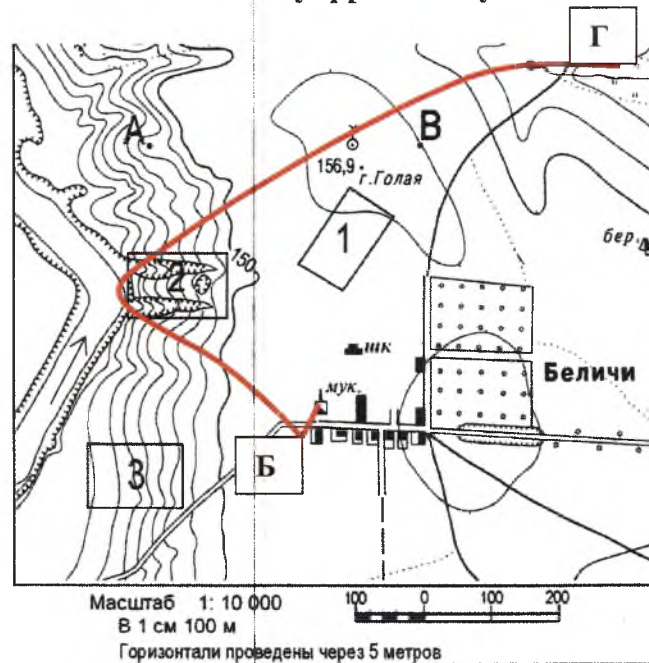 Г
А
В
156,9
г.Голая
1
бер.
2
150
шк
Беличи
мук.
Б
3
Масштаб 1: 10 000
В 1 см 100 м
100 0 100 200
Горизонтали проведены через 5 метров